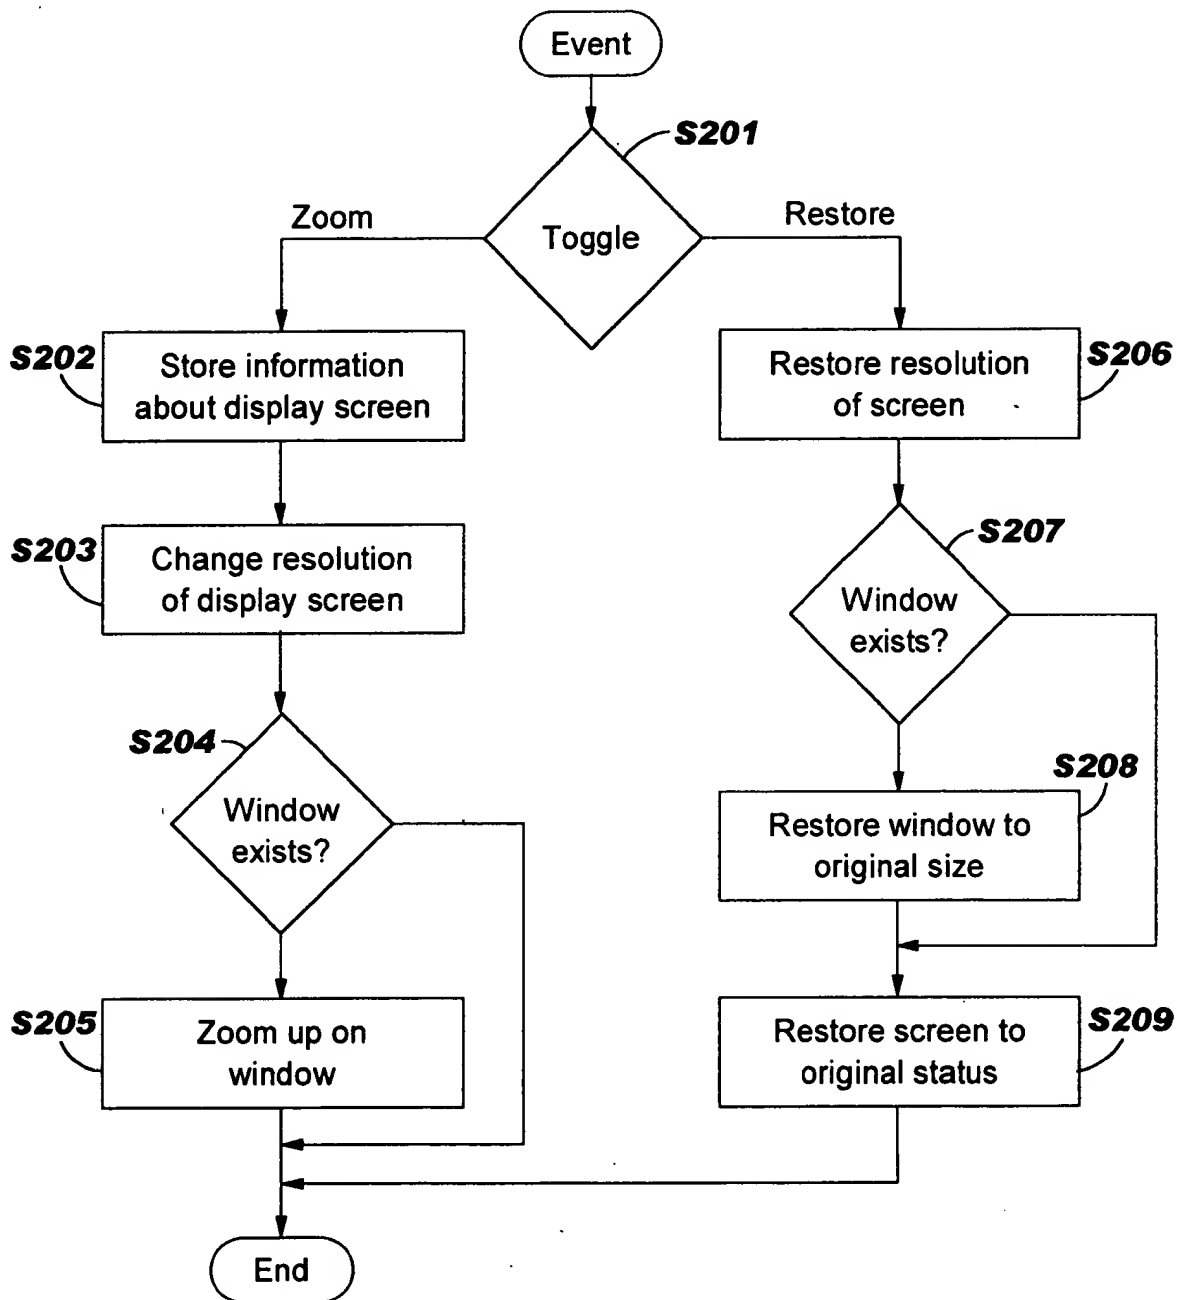 Event
S201
Toggle
Zoom
Restore
S202
Store information
about display screen
S203
Change resolution
of display screen
S204
Window
exists?
S205
Zoom up on
window
S206
Restore resolution
of screen
S207
Window
exists?
S208
Restore window to
original size
S209
Restore screen to
original status
End